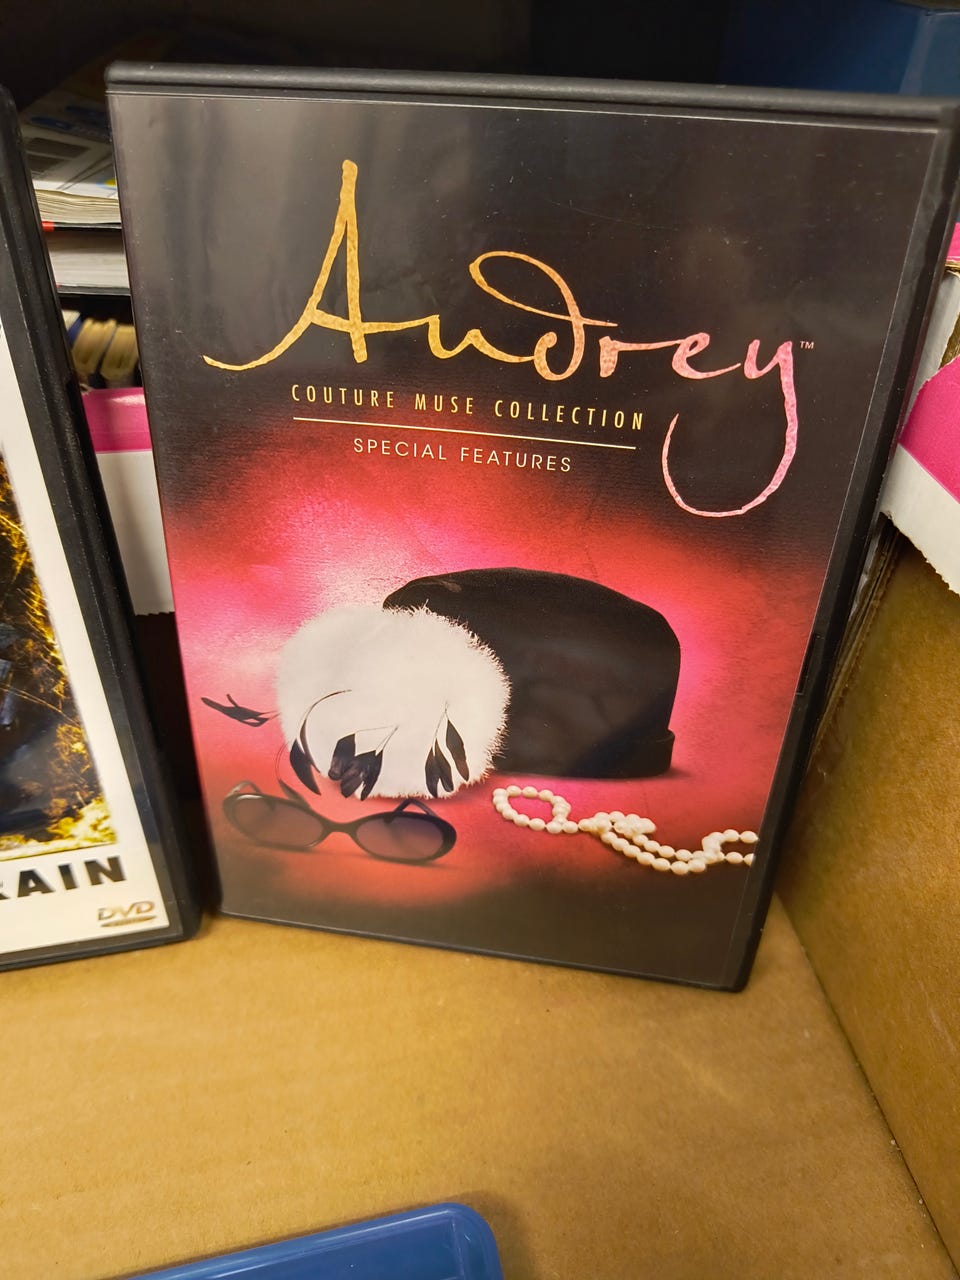 Audrey™
COUTURE MUSE COLLECTION
SPECIAL FEATURES
RAIN
DVD